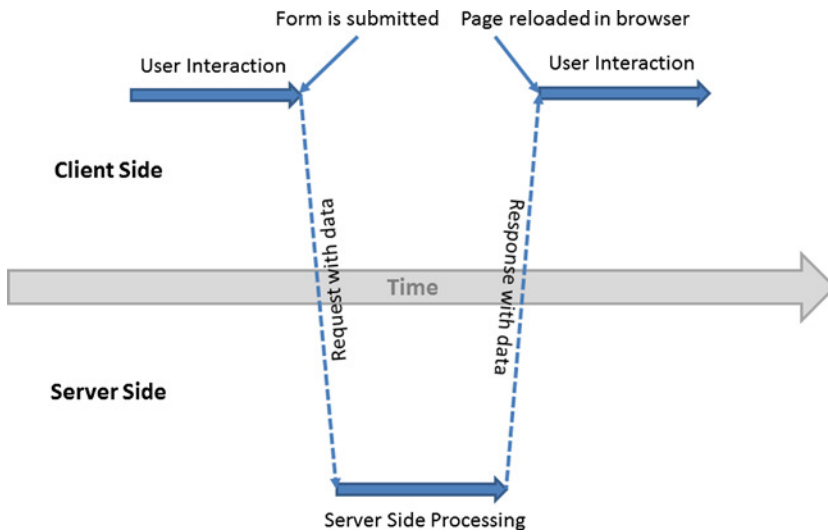 Form is submitted
Page reloaded in browser
User Interaction
User Interaction
Client Side
Request with data
Response with data
Time
Server Side
Server Side Processing